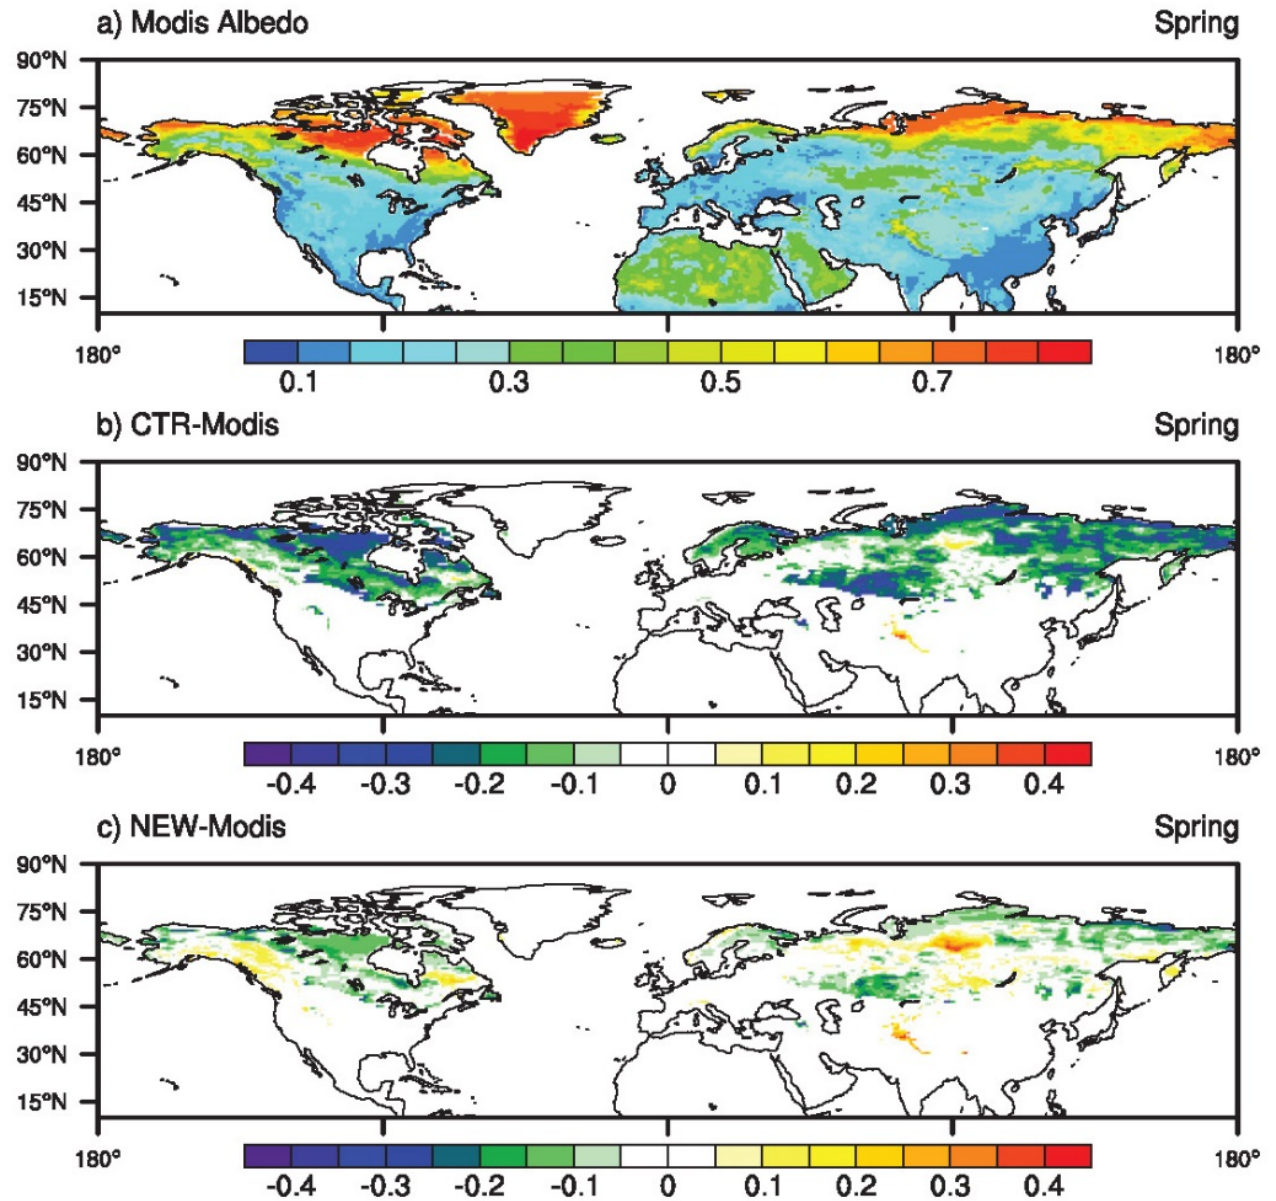 a) Modis Albedo Spring
90°N
75°N
60°N
45°N
30°N
15°N
180° 180°
0.1 0.3 0.5 0.7
b) CTR-Modis Spring
90°N
75°N
60°N
45°N
30°N
15°N
180° 180°
-0.4 -0.3 -0.2 -0.1 0 0.1 0.2 0.3 0.4
c) NEW-Modis Spring
90°N
75°N
60°N
45°N
30°N
15°N
180° 180°
-0.4 -0.3 -0.2 -0.1 0 0.1 0.2 0.3 0.4